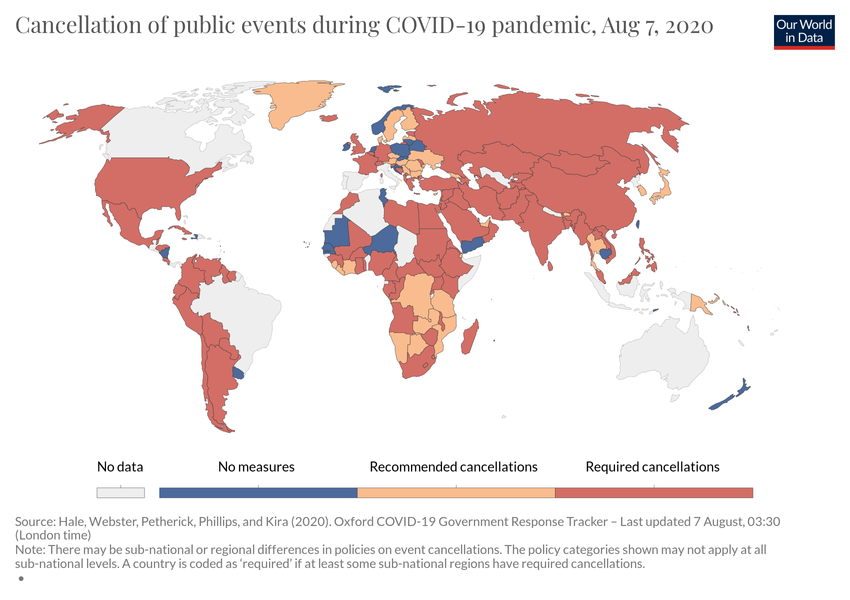 Cancellation of public events during COVID-19 pandemic, Aug 7, 2020
Our World
in Data
No data
No measures
Recommended cancellations
Required cancellations
Source: Hale, Webster, Petherick, Phillips, and Kira (2020). Oxford COVID-19 Government Response Tracker – Last updated 7 August, 03:30
(London time)
Note: There may be sub-national or regional differences in policies on event cancellations. The policy categories shown may not apply at all
sub-national levels. A country is coded as ‘required’ if at least some sub-national regions have required cancellations.